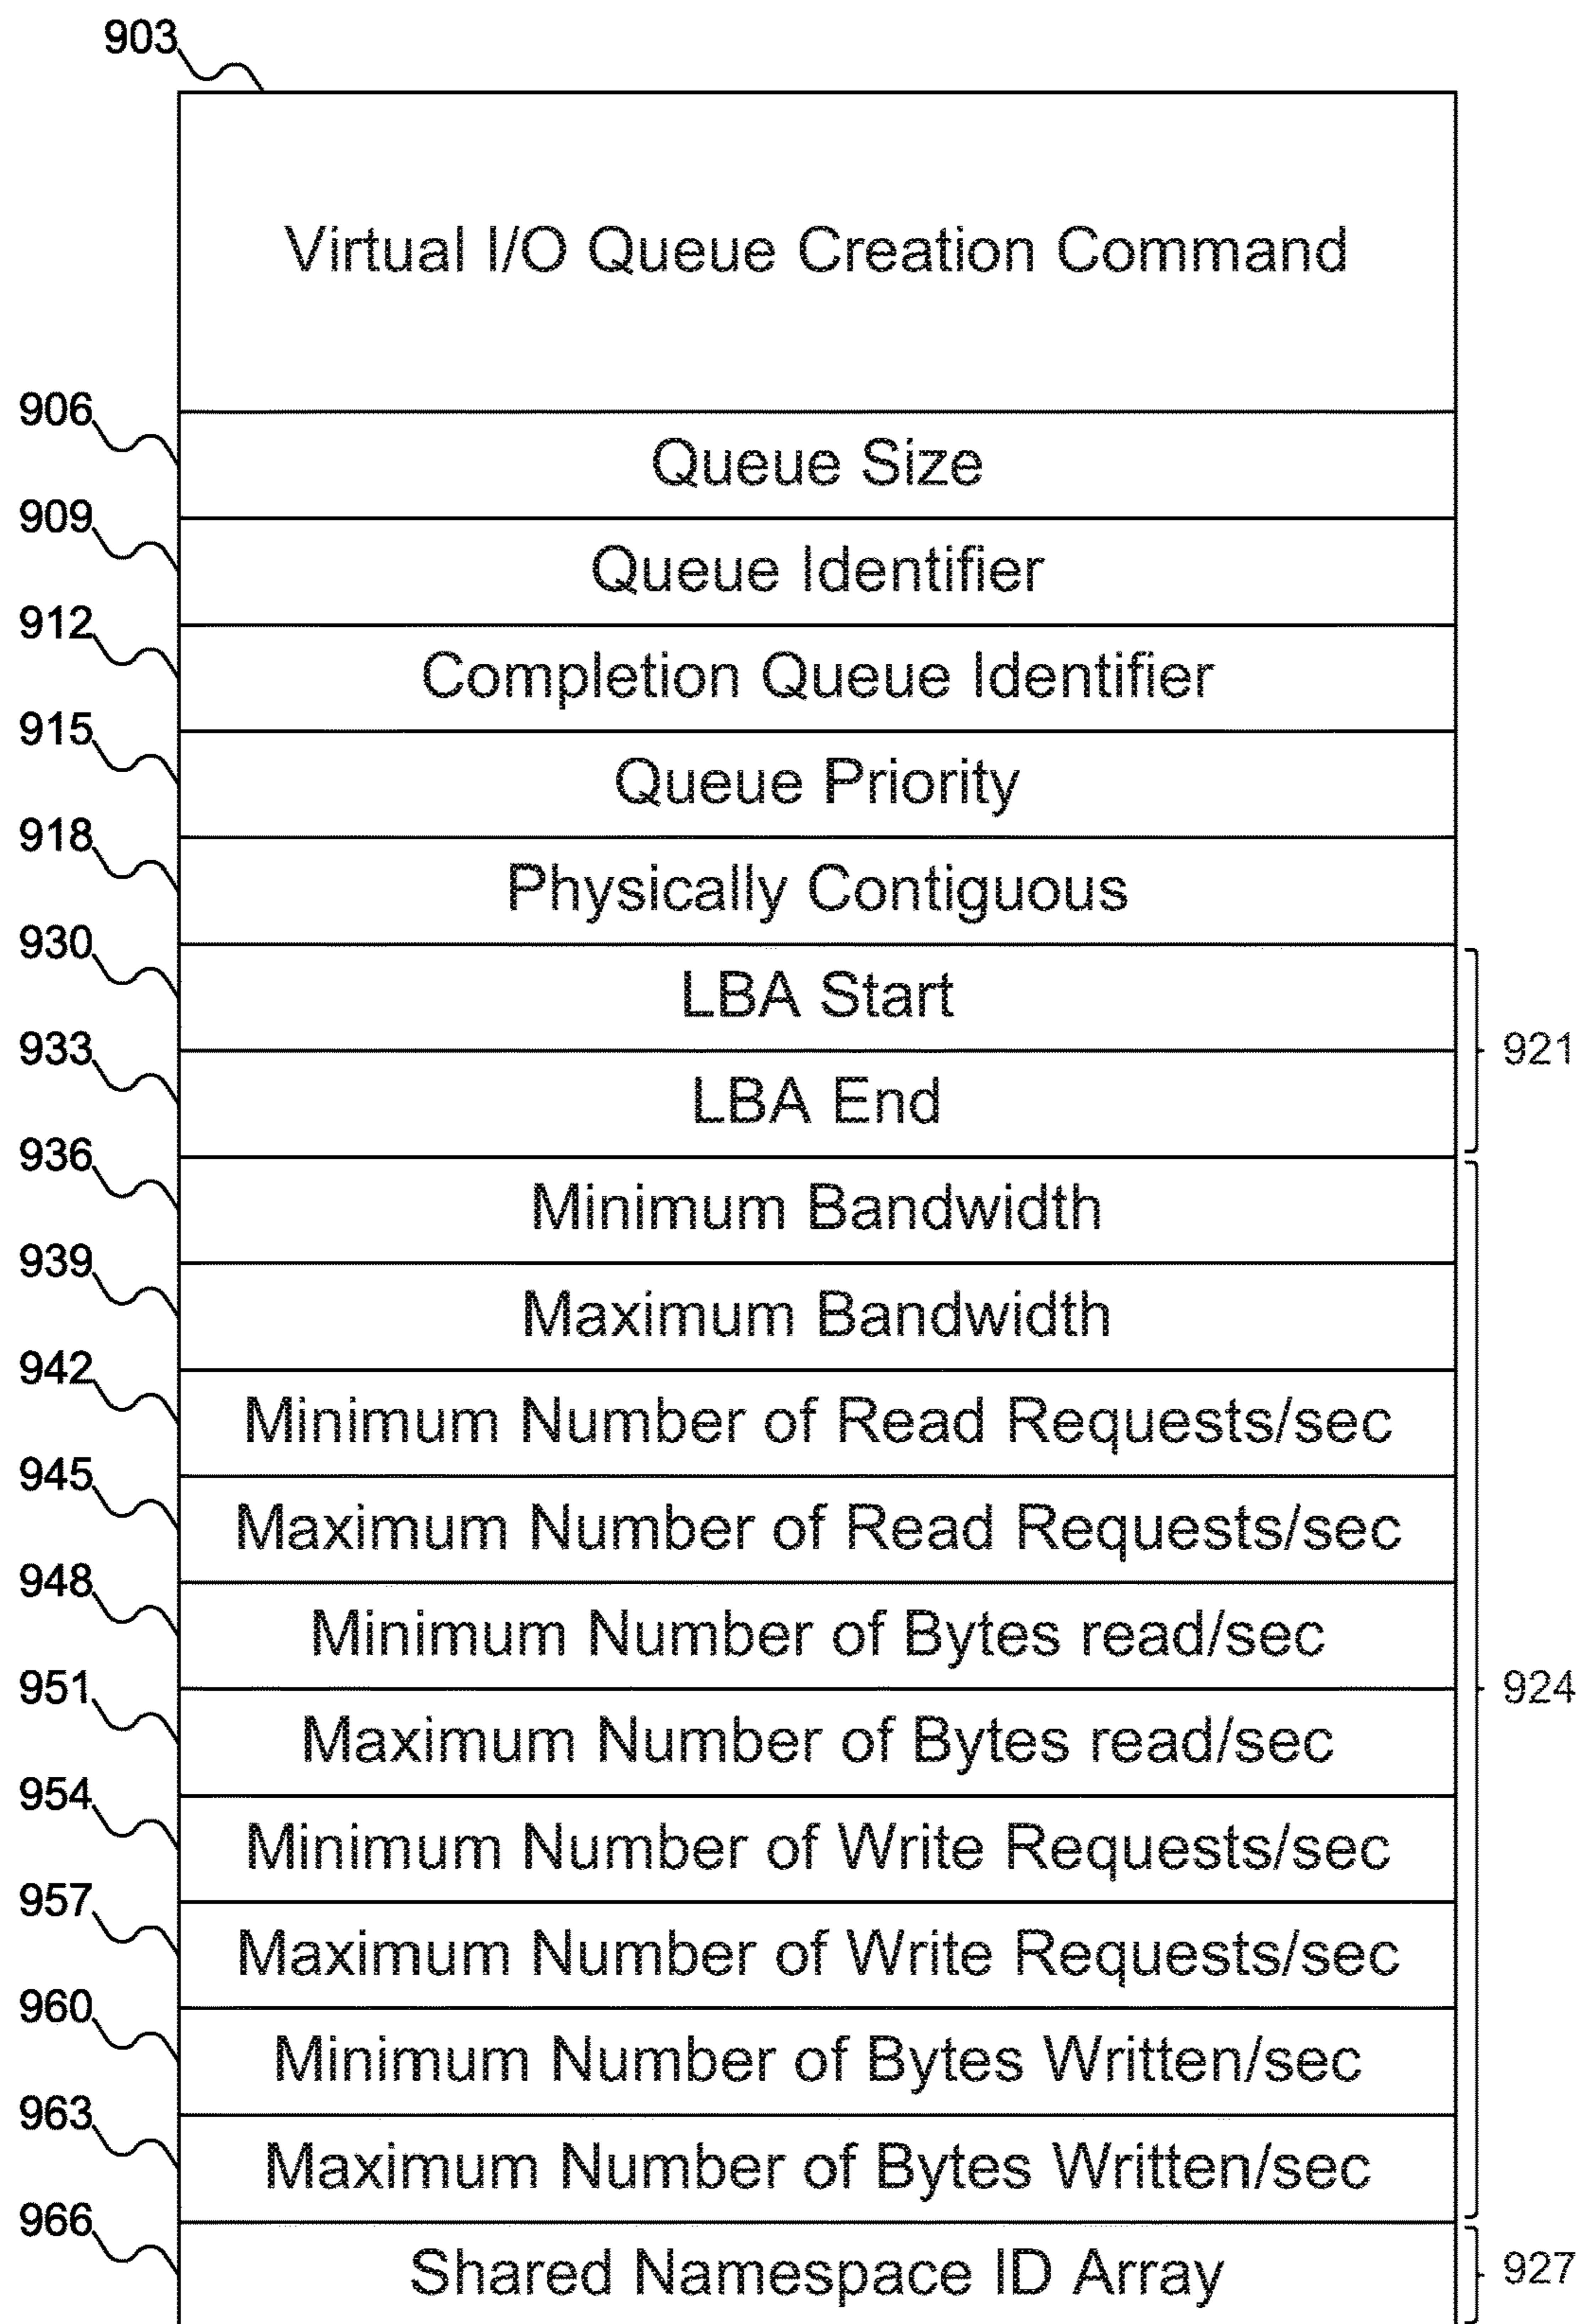 903
Virtual I/O Queue Creation Command
906
Queue Size
909
Queue Identifier
912
Completion Queue Identifier
915
Queue Priority
918
Physically Contiguous
930
LBA Start
921
933
LBA End
936
Minimum Bandwidth
939
Maximum Bandwidth
942
Minimum Number of Read Requests/sec
945
Maximum Number of Read Requests/sec
948
Minimum Number of Bytes read/sec
924
951
Maximum Number of Bytes read/sec
954
Minimum Number of Write Requests/sec
957
Maximum Number of Write Requests/sec
960
Minimum Number of Bytes Written/sec
963
Maximum Number of Bytes Written/sec
966
Shared Namespace ID Array
927